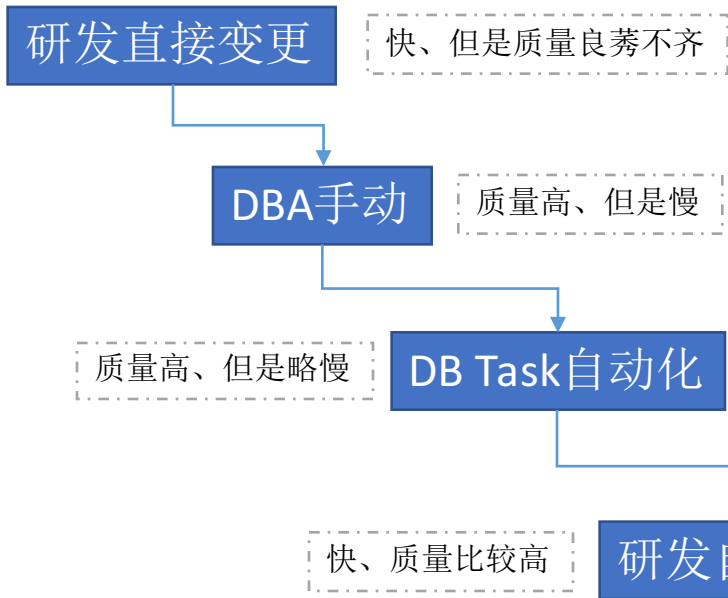 研发直接变更
快、但是质量良莠不齐
DBA手动
质量高、但是慢
质量高、但是略慢
DB Task自动化
快、质量比较高
研发